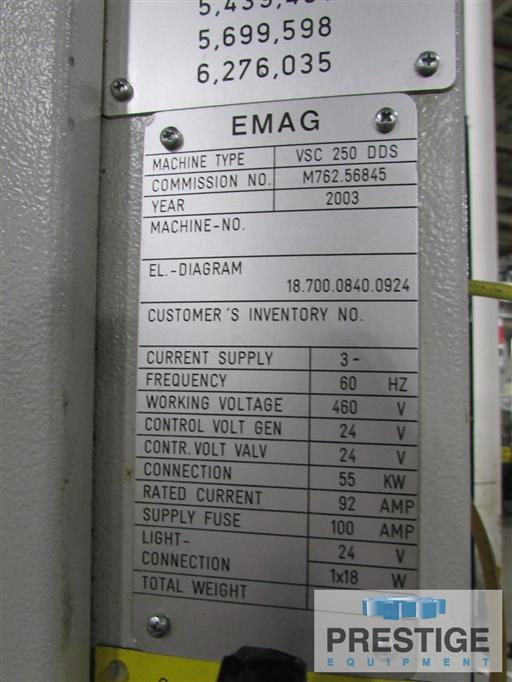 5,699,598
6,276,035
EMAG
MACHINE TYPE VSC 250 DDS
COMMISSION NO. M762.56845
YEAR 2003
MACHINE-NO.
EL.-DIAGRAM
18.700.0840.0924
CUSTOMER'S INVENTORY NO.
CURRENT SUPPLY 3~
FREQUENCY 60 HZ
WORKING VOLTAGE 460 V
CONTROL VOLT GEN 24 V
CONTR.VOLT VALV 24 V
CONNECTION 55 KW
RATED CURRENT 92 AMP
SUPPLY FUSE 100 AMP
LIGHT- 24 V
CONNECTION 1x18 W
TOTAL WEIGHT
PRESTIGE
EQUIPMENT